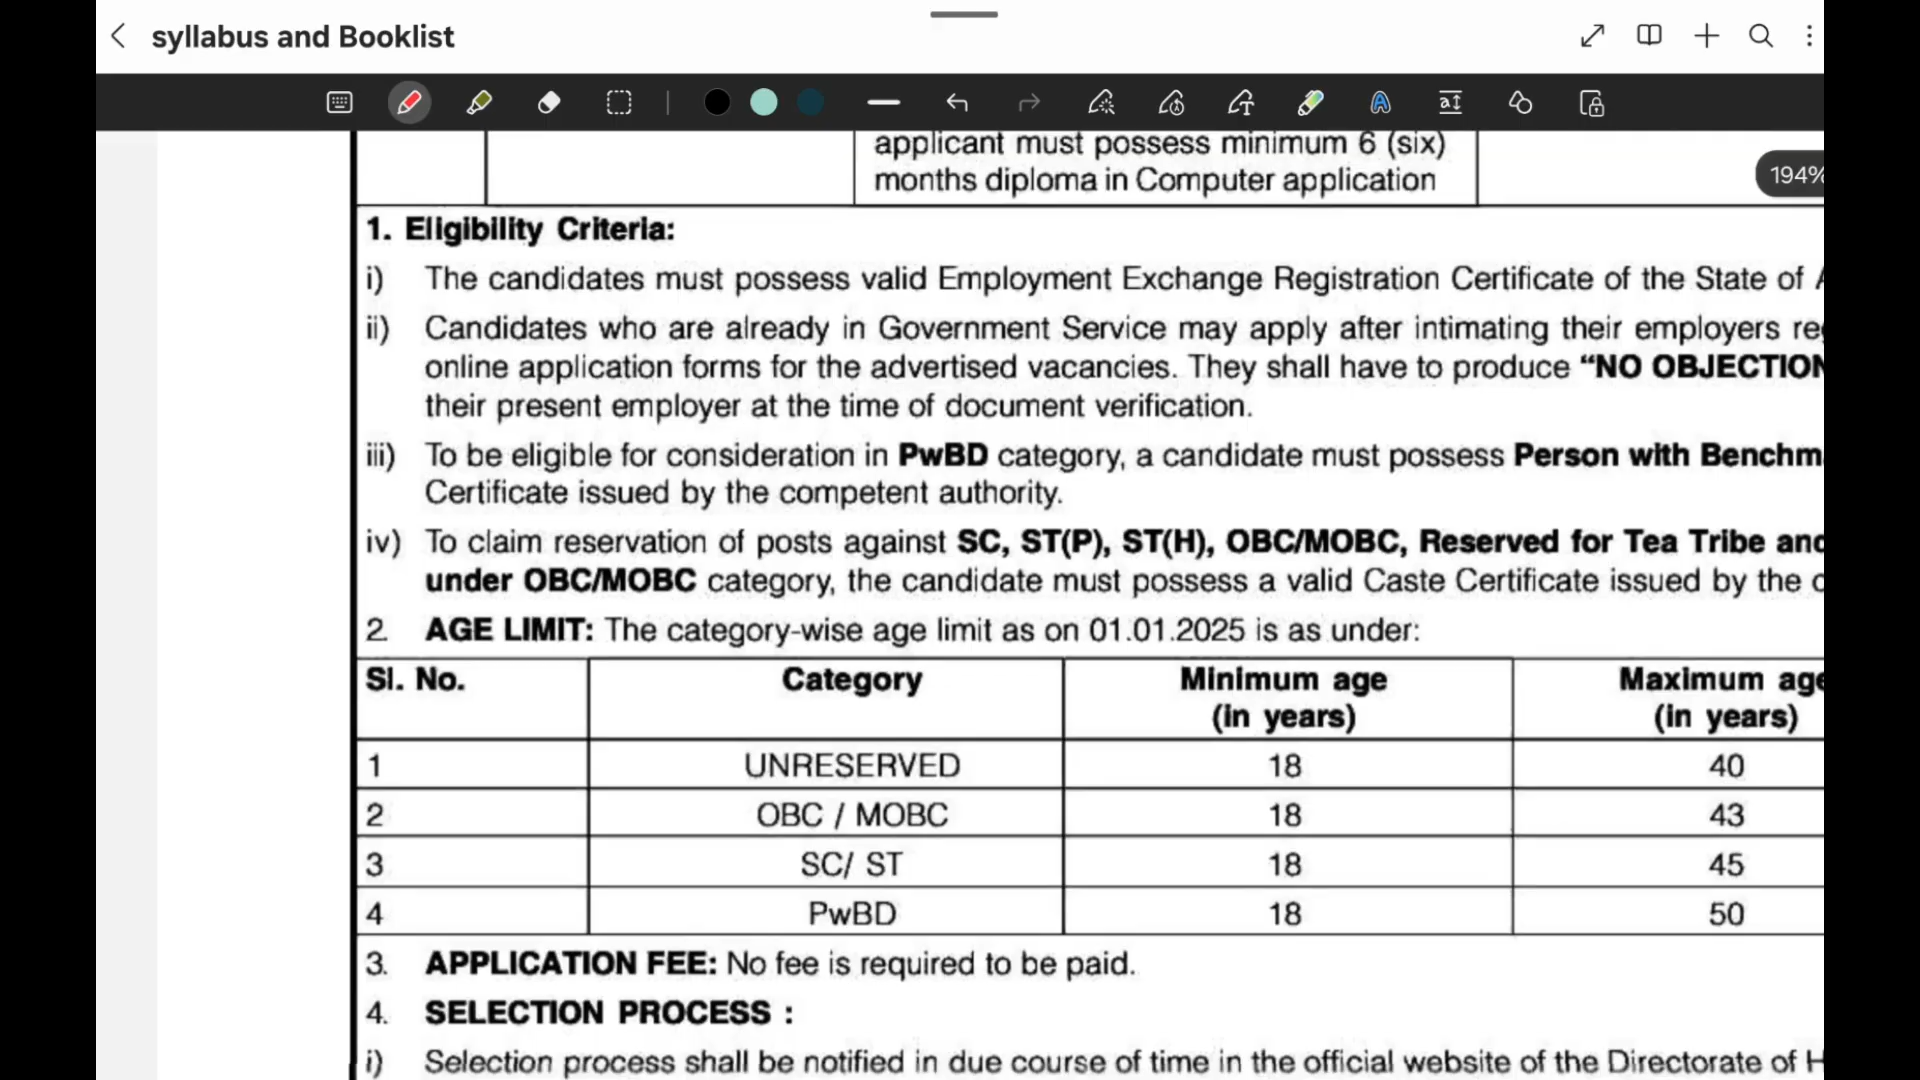 syllabus and Booklist
applicant must possess minimum 6 (six)
months diploma in Computer application
194%
1. Eligibility Criteria:
i) The candidates must possess valid Employment Exchange Registration Certificate of the State of
ii) Candidates who are already in Government Service may apply after intimating their employers
online application forms for the advertised vacancies. They shall have to produce “NO OBJECTION
their present employer at the time of document verification.
iii) To be eligible for consideration in PwBD category, a candidate must possess Person with
Certificate issued by the competent authority.
iv) To claim reservation of posts against SC, ST(P), ST(H), OBC/MOBC, Reserved for Tea Tribe and
under OBC/MOBC category, the candidate must possess a valid Caste Certificate issued by the
2. AGE LIMIT: The category-wise age limit as on 01.01.2025 is as under:
Sl. No. Category Minimum age (in years) Maximum age (in years)
1 UNRESERVED 18 40
2 OBC / MOBC 18 43
3 SC/ ST 18 45
4 PwBD 18 50
3. APPLICATION FEE: No fee is required to be paid.
4. SELECTION PROCESS :
i) Selection process shall be notified in due course of time in the official website of the Directorate of